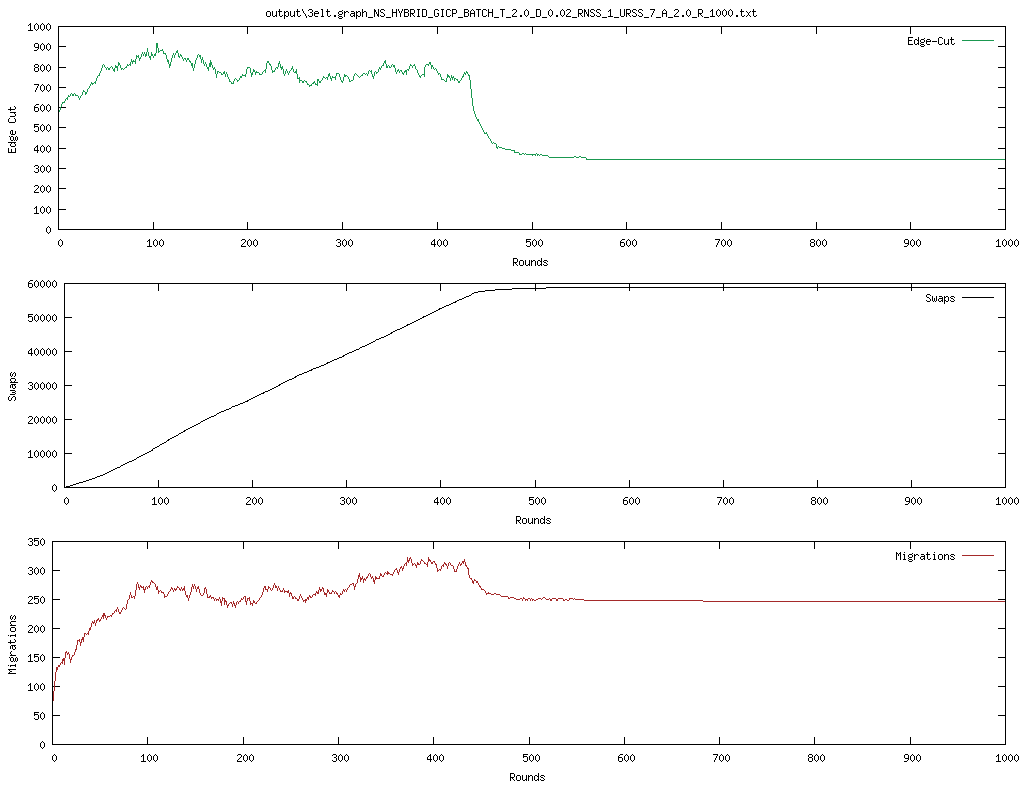 output\3elt.graph_NS_HYBRID_GICP_BATCH_T_2.0_D_0.02_RNSS_1_URSS_7_A_2.0_R_1000.txt
Edge-Cut
Edge Cut
1000
900
800
700
600
500
400
300
200
100
0
0 100 200 300 400 500 600 700 800 900 1000
Rounds
Swaps
Swaps
60000
50000
40000
30000
20000
10000
0
0 100 200 300 400 500 600 700 800 900 1000
Rounds
Migrations
Migrations
350
300
250
200
150
100
50
0
0 100 200 300 400 500 600 700 800 900 1000
Rounds